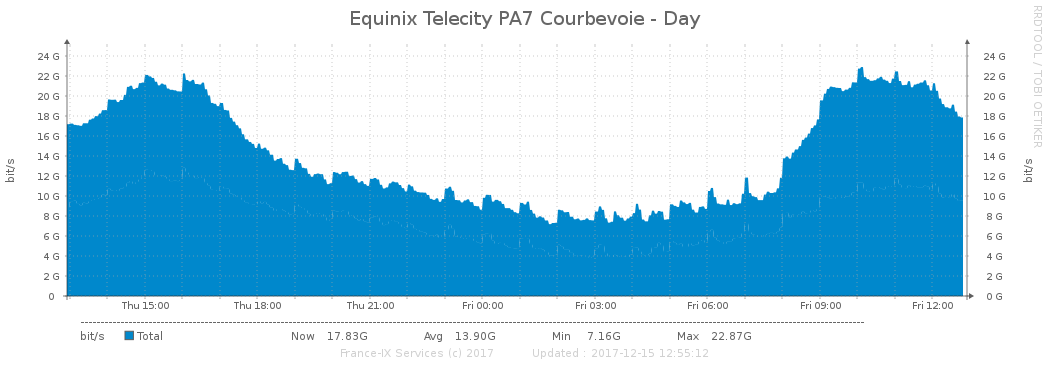 Equinix Telecity PA7 Courbevoie - Day
RRDTOOL / TOBI OETIKER
bit/s
24 G 24 G
22 G 22 G
20 G 20 G
18 G 18 G
16 G 16 G
14 G 14 G
12 G 12 G
10 G 10 G
8 G 8 G
6 G 6 G
4 G 4 G
2 G 2 G
0 0 G
bit/s
Thu 15:00 Thu 18:00 Thu 21:00 Fri 00:00 Fri 03:00 Fri 06:00 Fri 09:00 Fri 12:00
bit/s Total Now 17.83G Avg 13.90G Min 7.16G Max 22.87G
France-IX Services (c) 2017 Updated : 2017-12-15 12:55:12